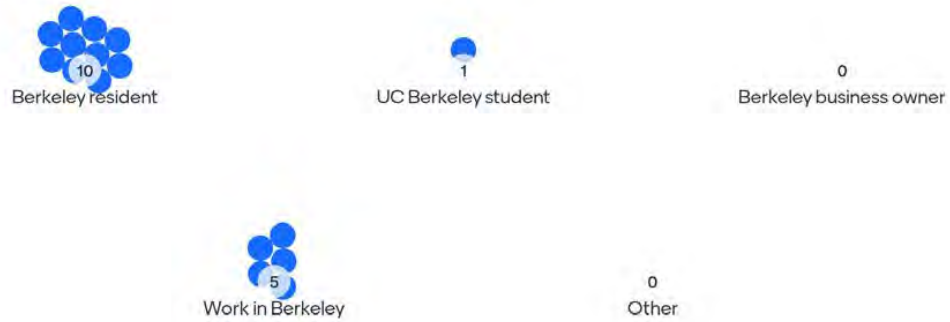 10
Berkeley resident
1
UC Berkeley student
0
Berkeley business owner
5
Work in Berkeley
0
Other